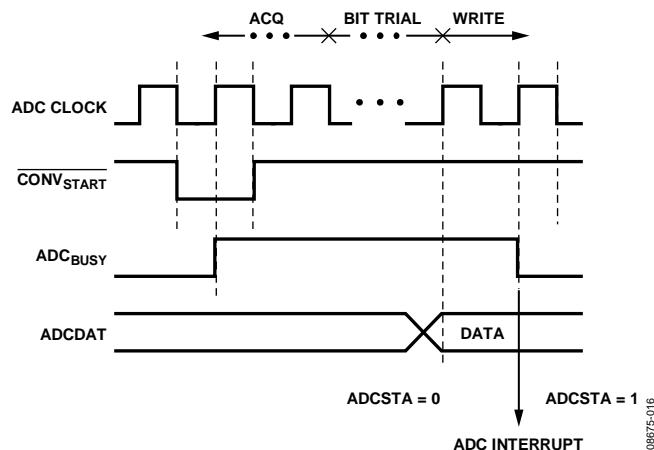 ACQ BIT TRIAL WRITE
ADC CLOCK
CONVSTART
ADCBUSY
ADCDAT DATA
ADCSTA = 0 ADCSTA = 1
ADC INTERRUPT
08675-016